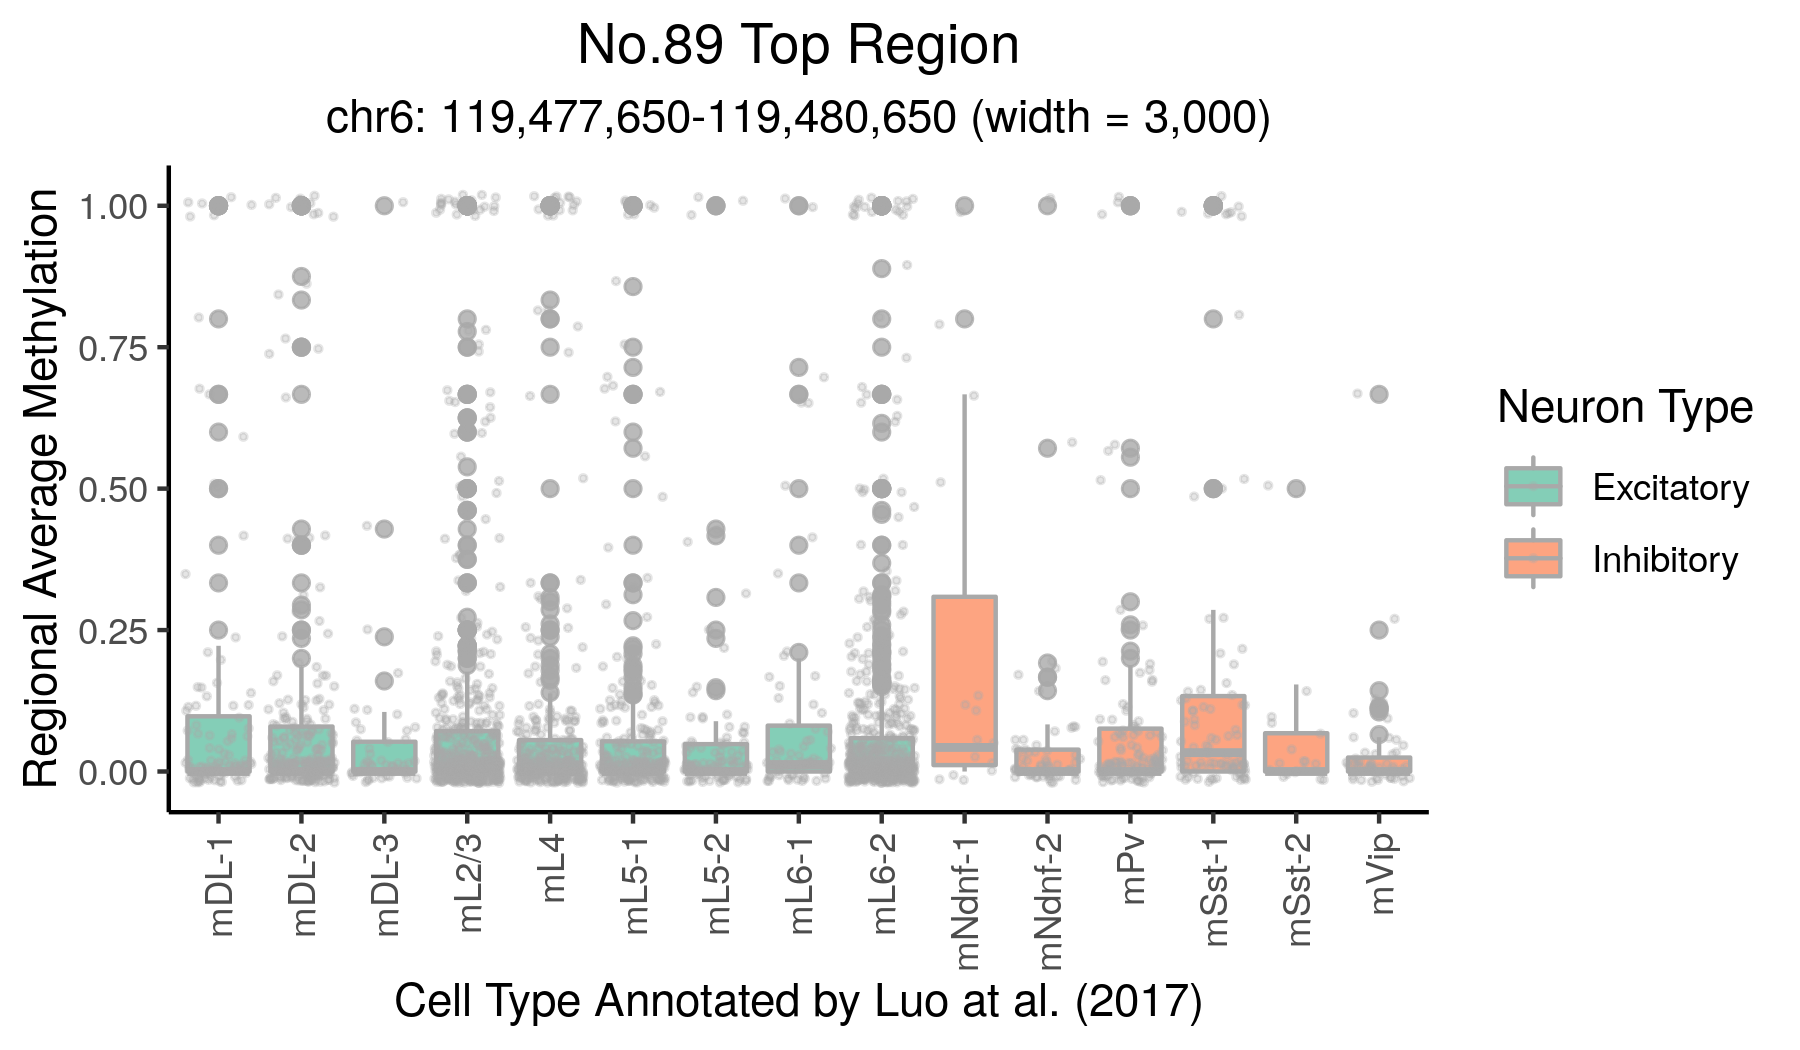 No.89 Top Region
chr6: 119,477,650-119,480,650 (width = 3,000)
Regional Average Methylation
1.00
0.75
0.50
0.25
0.00
mDL-1
mDL-2
mDL-3
mL2/3
mL4
mL5-1
mL5-2
mL6-1
mL6-2
mNdnf-1
mNdnf-2
mPv
mSst-1
mSst-2
mVip
Cell Type Annotated by Luo at al. (2017)
Neuron Type
Excitatory
Inhibitory